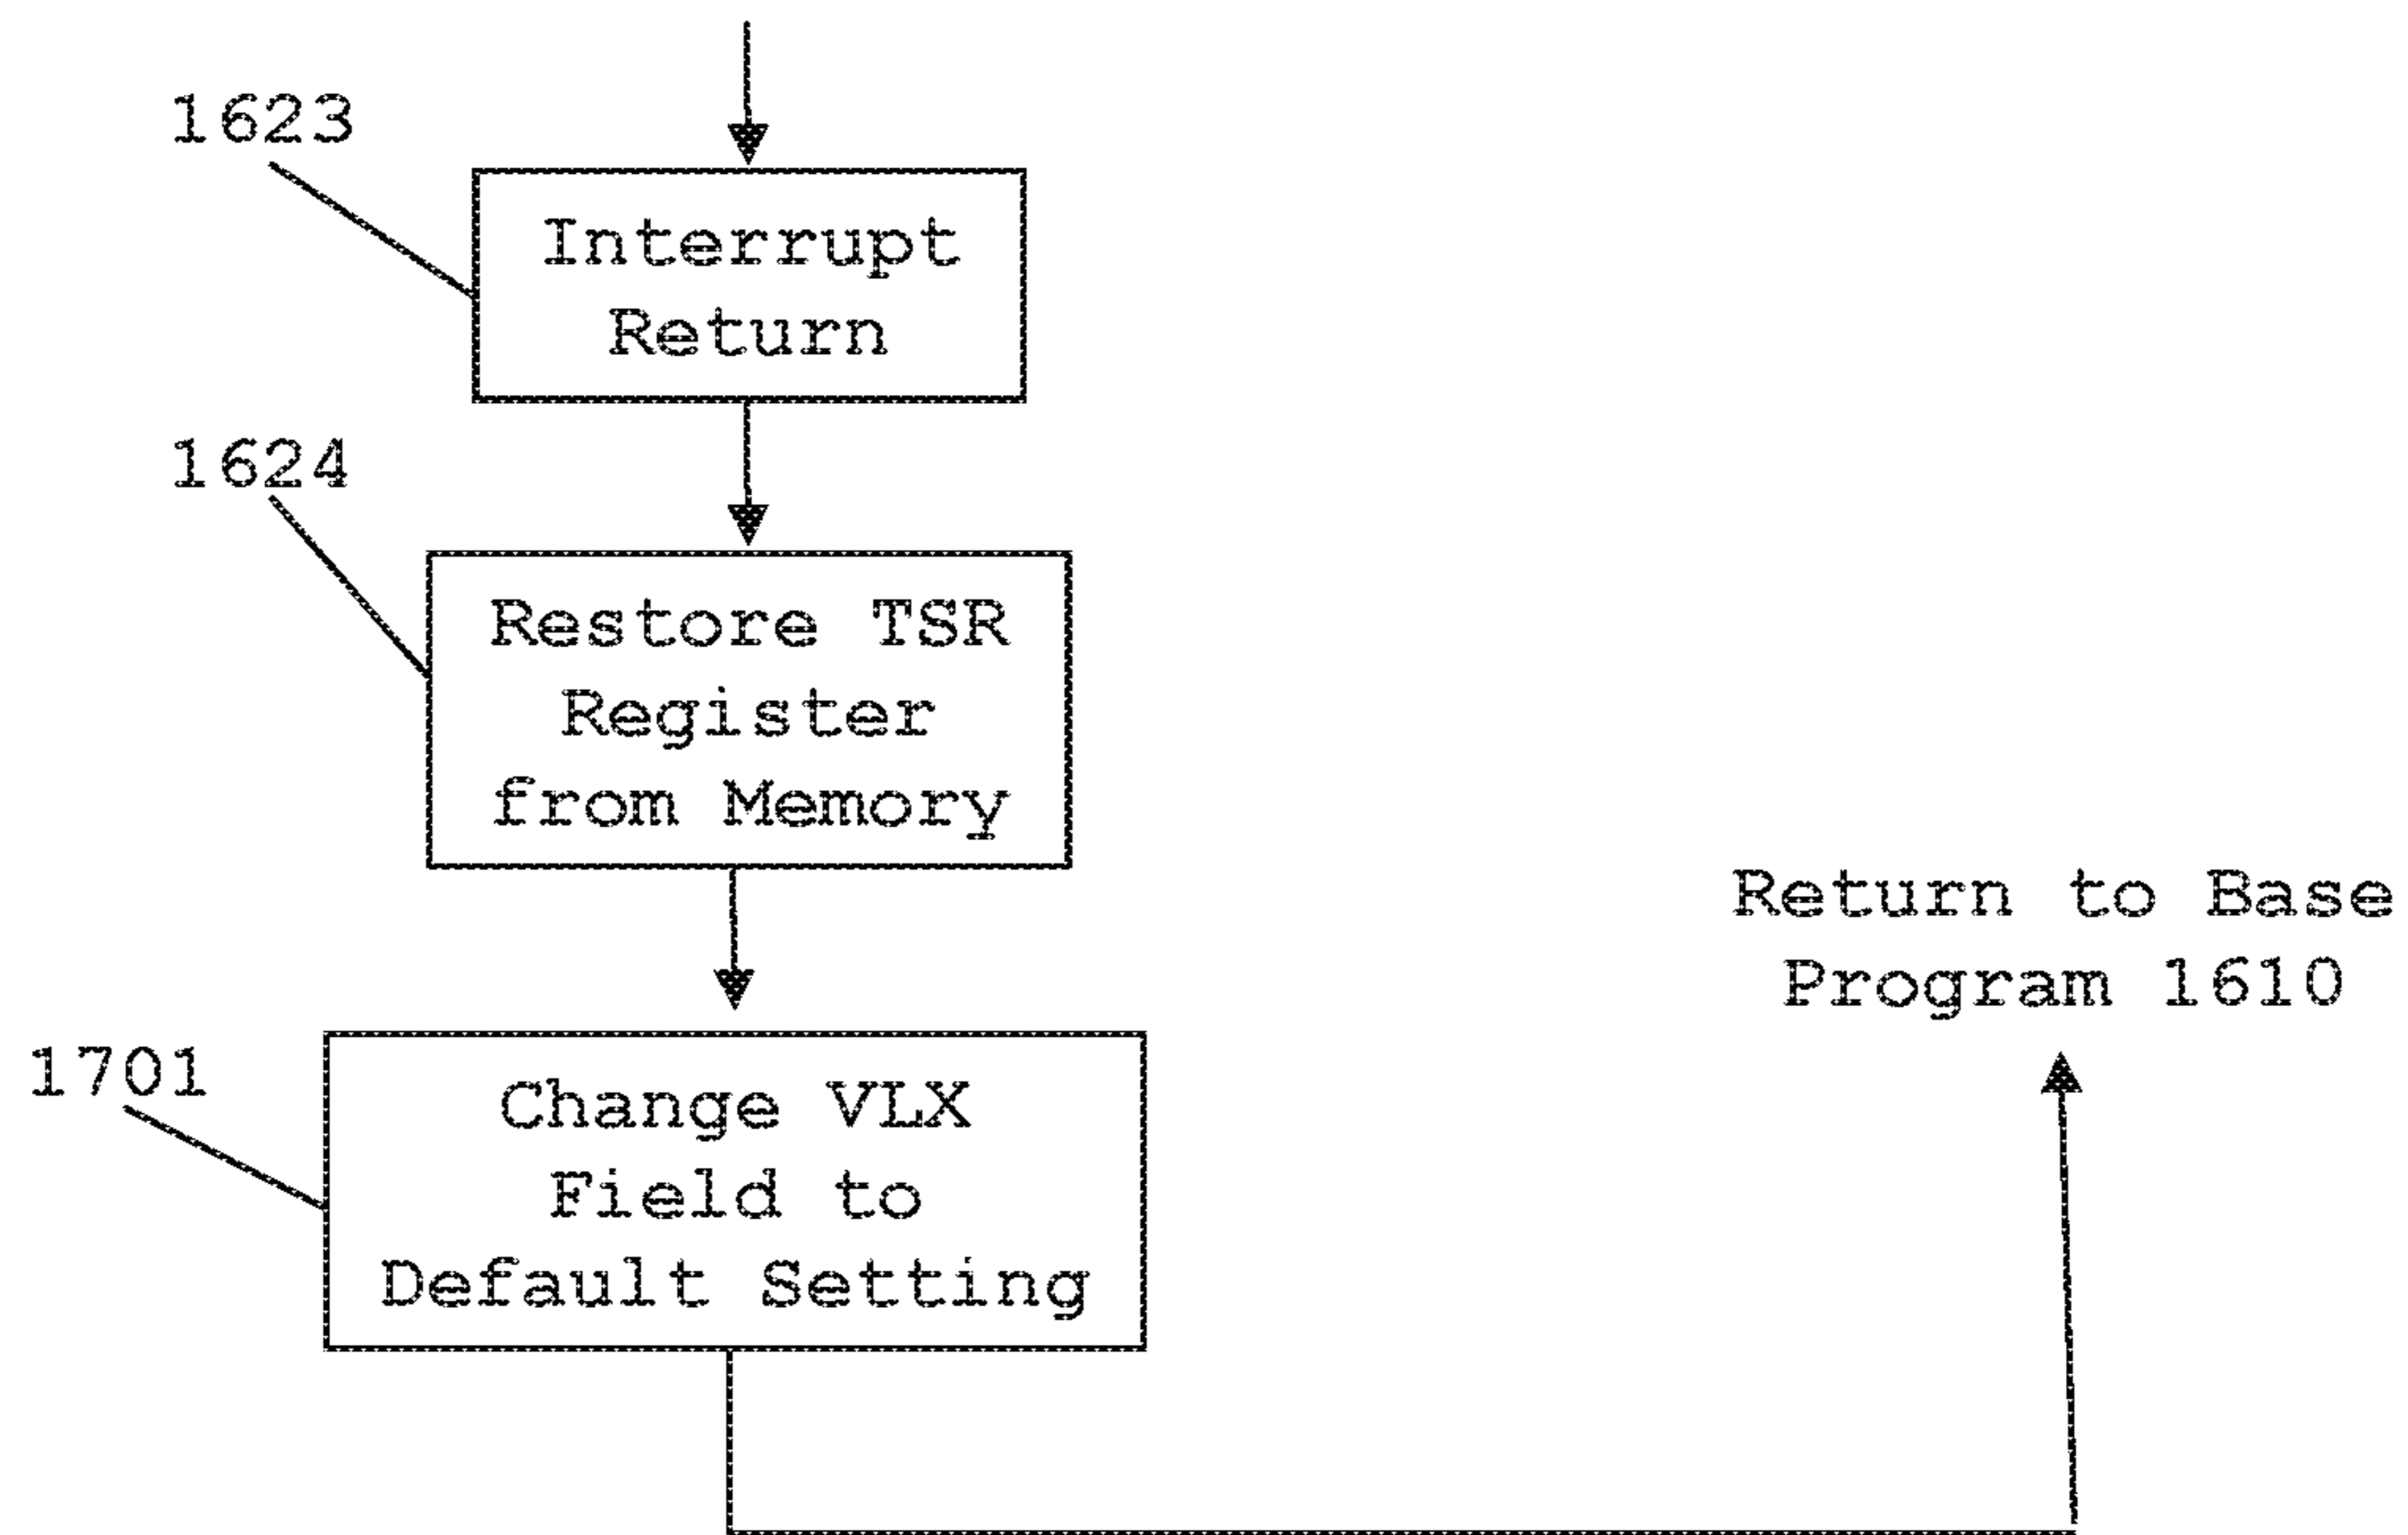 1623
Interrupt
Return
1624
Restore TSR
Register
from Memory
Return to Base
Program 1610
1701
Change VLX
Field to
Default Setting